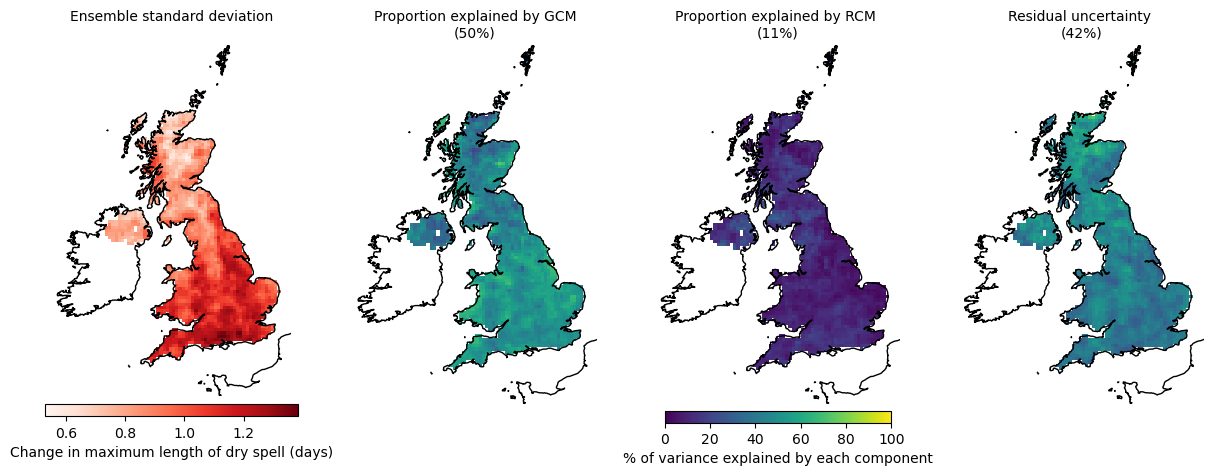 Ensemble standard deviation
Proportion explained by GCM
(50%)
Proportion explained by RCM
(11%)
Residual uncertainty
(42%)
0.6 0.8 1.0 1.2
Change in maximum length of dry spell (days)
0 20 40 60 80 100
% of variance explained by each component